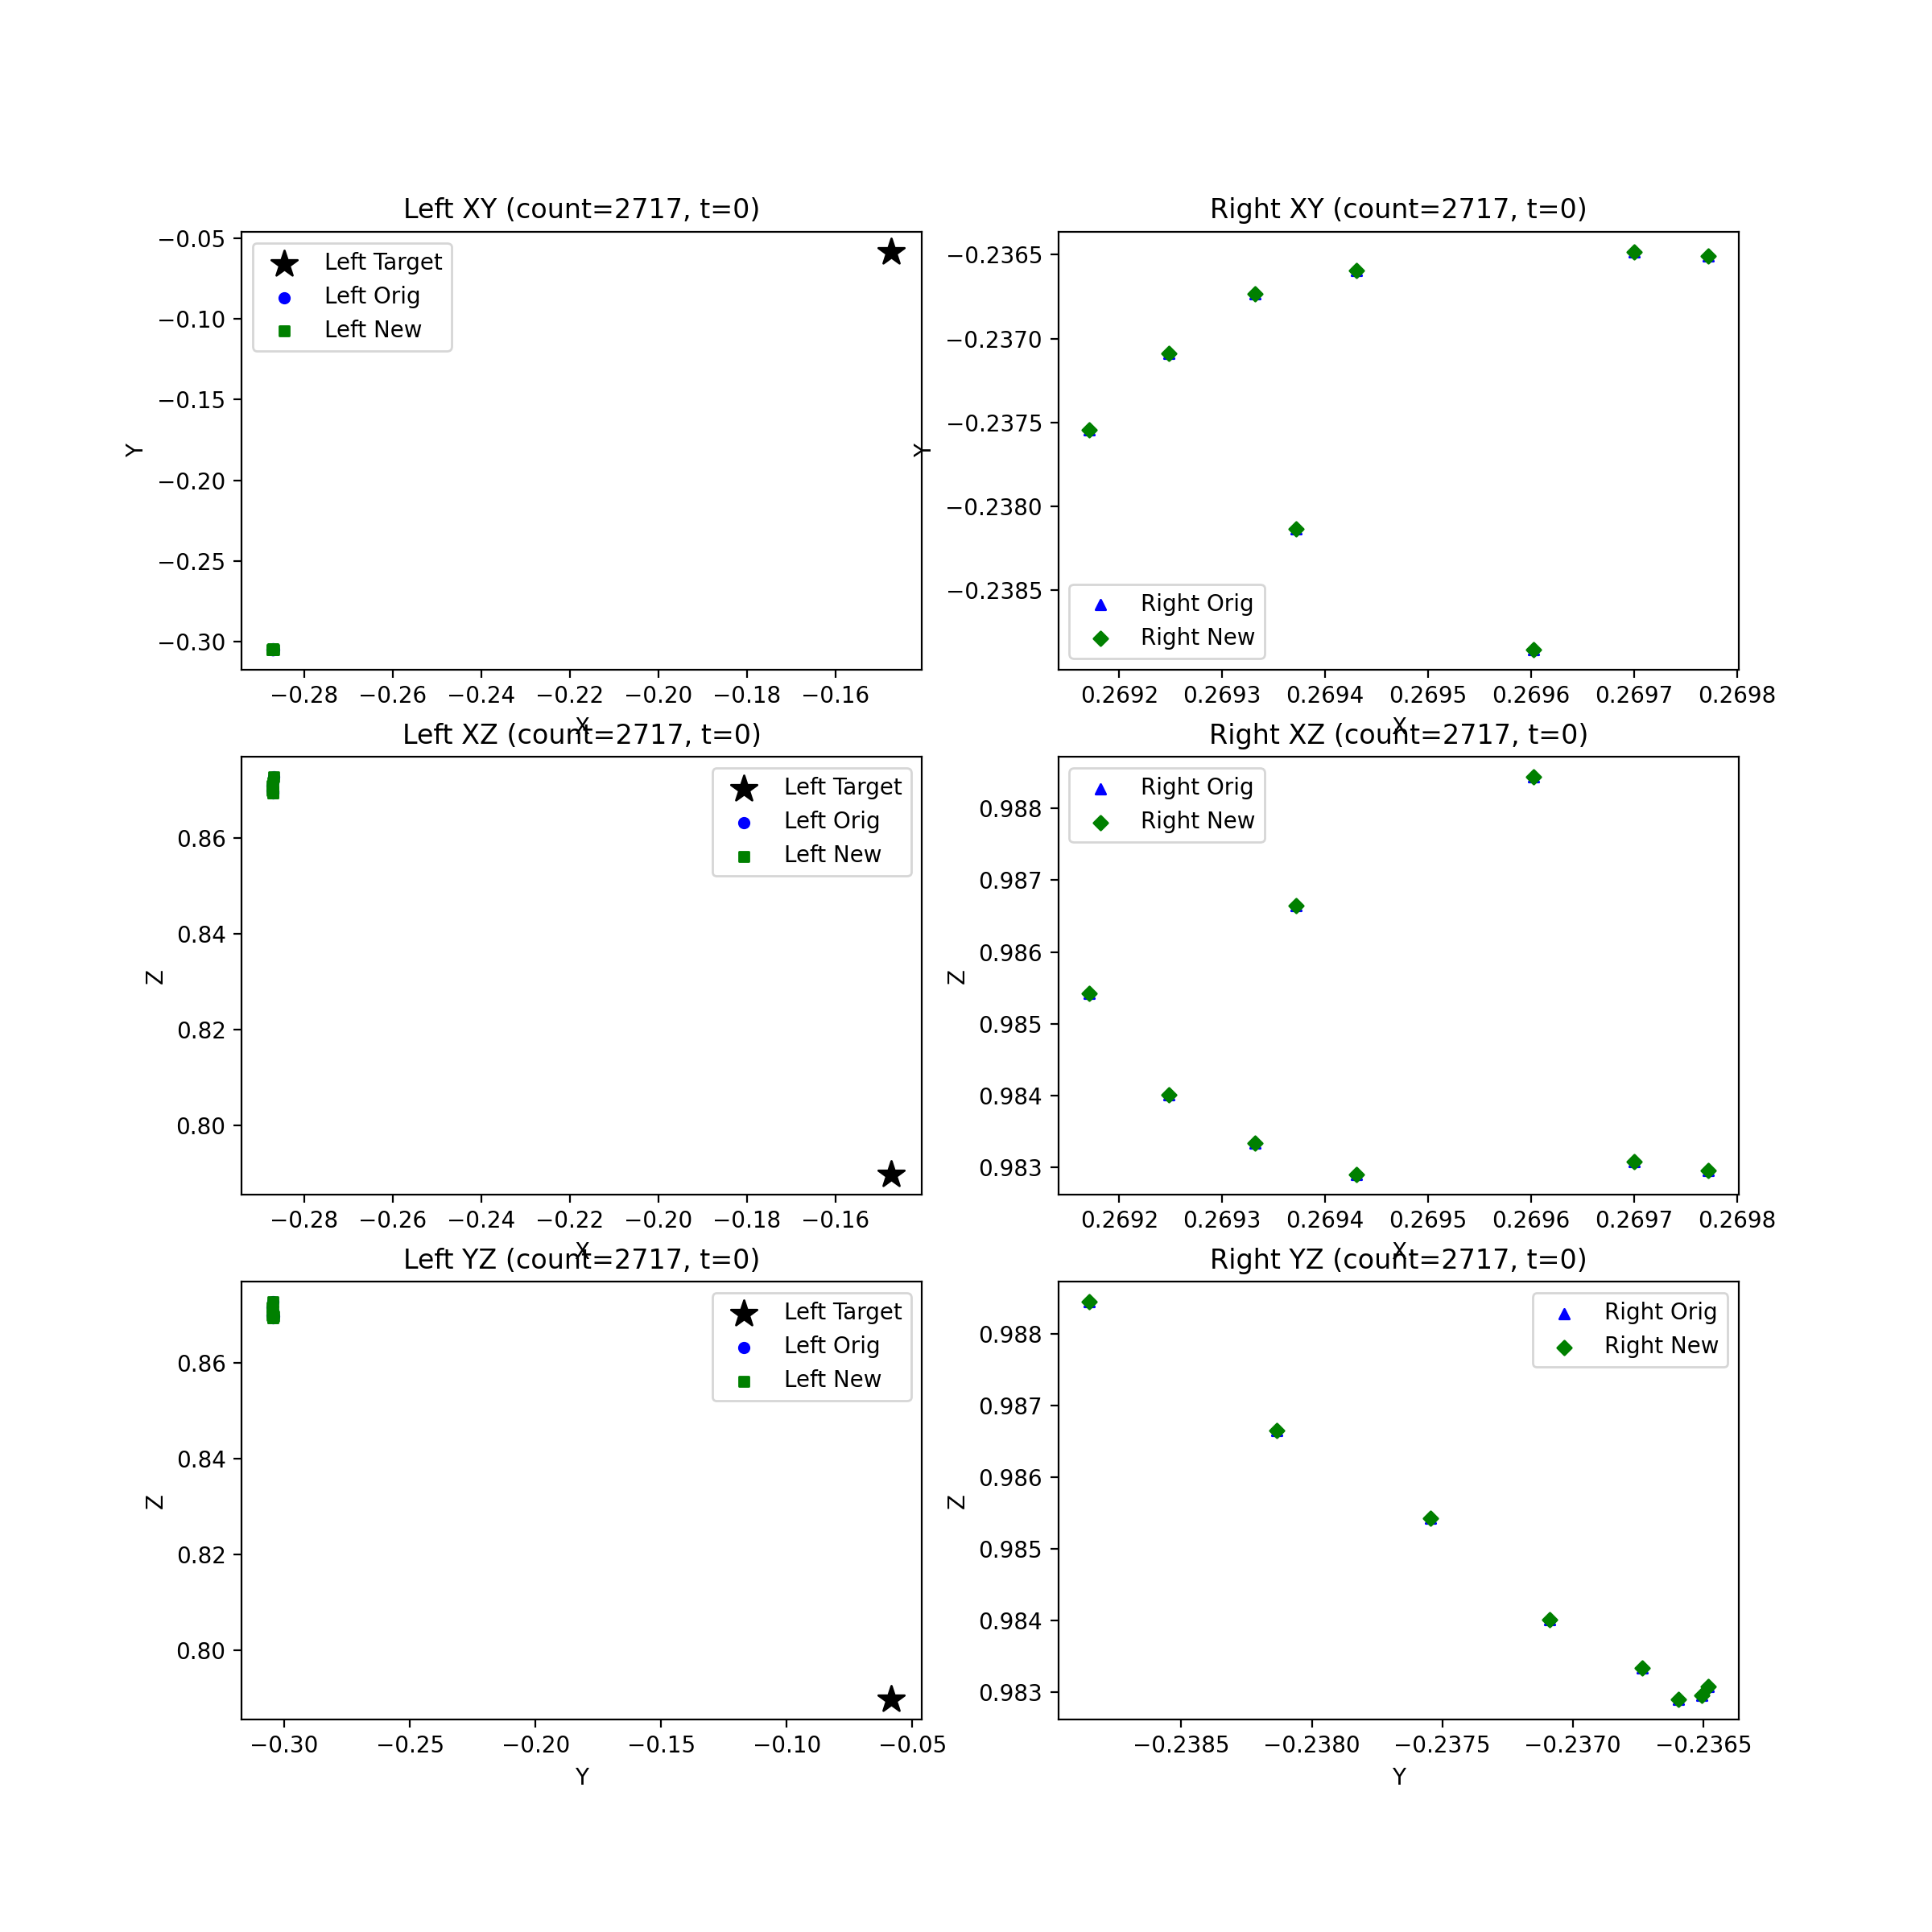 Left XY (count=2717, t=0)
Y
−0.05
−0.10
−0.15
−0.20
−0.25
−0.30
Left Target
Left Orig
Left New
−0.28
−0.26
−0.24
−0.22
−0.20
−0.18
−0.16
X
Right XY (count=2717, t=0)
Y
−0.2365
−0.2370
−0.2375
−0.2380
−0.2385
Right Orig
Right New
0.2692
0.2693
0.2694
0.2695
0.2696
0.2697
0.2698
X
Left XZ (count=2717, t=0)
Z
0.86
0.84
0.82
0.80
Left Target
Left Orig
Left New
−0.28
−0.26
−0.24
−0.22
−0.20
−0.18
−0.16
X
Right XZ (count=2717, t=0)
Z
0.988
0.987
0.986
0.985
0.984
0.983
Right Orig
Right New
0.2692
0.2693
0.2694
0.2695
0.2696
0.2697
0.2698
X
Left YZ (count=2717, t=0)
Z
0.86
0.84
0.82
0.80
Left Target
Left Orig
Left New
−0.30
−0.25
−0.20
−0.15
−0.10
−0.05
Y
Right YZ (count=2717, t=0)
Z
0.988
0.987
0.986
0.985
0.984
0.983
Right Orig
Right New
−0.2385
−0.2380
−0.2375
−0.2370
−0.2365
Y